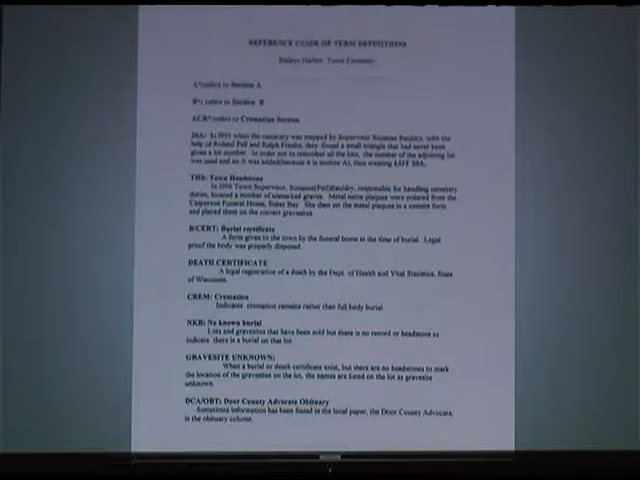 REFERENCE GUIDE OF TERM DEFINITIONS
Baileys Harbor Town Cemetery
A*: refers to Section A
B*: refers to Section B
ACR*: refers to Cremation Section
20A: In 1995 when the cemetery was mapped by Supervisor Susanne Bauldry, with the
help of Roland Peil and Ralph Frenke, they found a small triangle that had never been
given a lot number. In order not to renumber all the lots, the number of the adjoining lot
was used and an A was added(because it is section A), thus creating LOT 20A.
THS: Town Headstone
In 1996 Town Supervisor, Susanne(Peil)Bauldry, responsible for handling cemetery
duties, located a number of unmarked graves. Metal name plaques were ordered from the
Casperson Funeral Home, Sister Bay. She then set the metal plaques in a cement form
and placed them on the correct gravesites
B/CERT: Burial certificate
A form given to the town by the funeral home at the time of burial. Legal
proof the body was properly disposed.
DEATH CERTIFICATE
A legal registration of a death by the Dept. of Health and Vital Statistics, State
of Wisconsin.
CREM: Cremation
Indicates cremation remains rather than full body burial
NKB: No known burial
Lots and gravesites that have been sold but there is no record or headstone to
indicate there is a burial on that lot
GRAVESITE UNKNOWN:
When a burial or death certificate exist, but there are no headstones to mark
the location of the gravesites on the lot, the names are listed on the lot as gravesite
unknown
DCA/OBT: Door County Advocate Obituary
Sometimes information has been found in the local paper, the Door County Advocate,
in the obituary column.